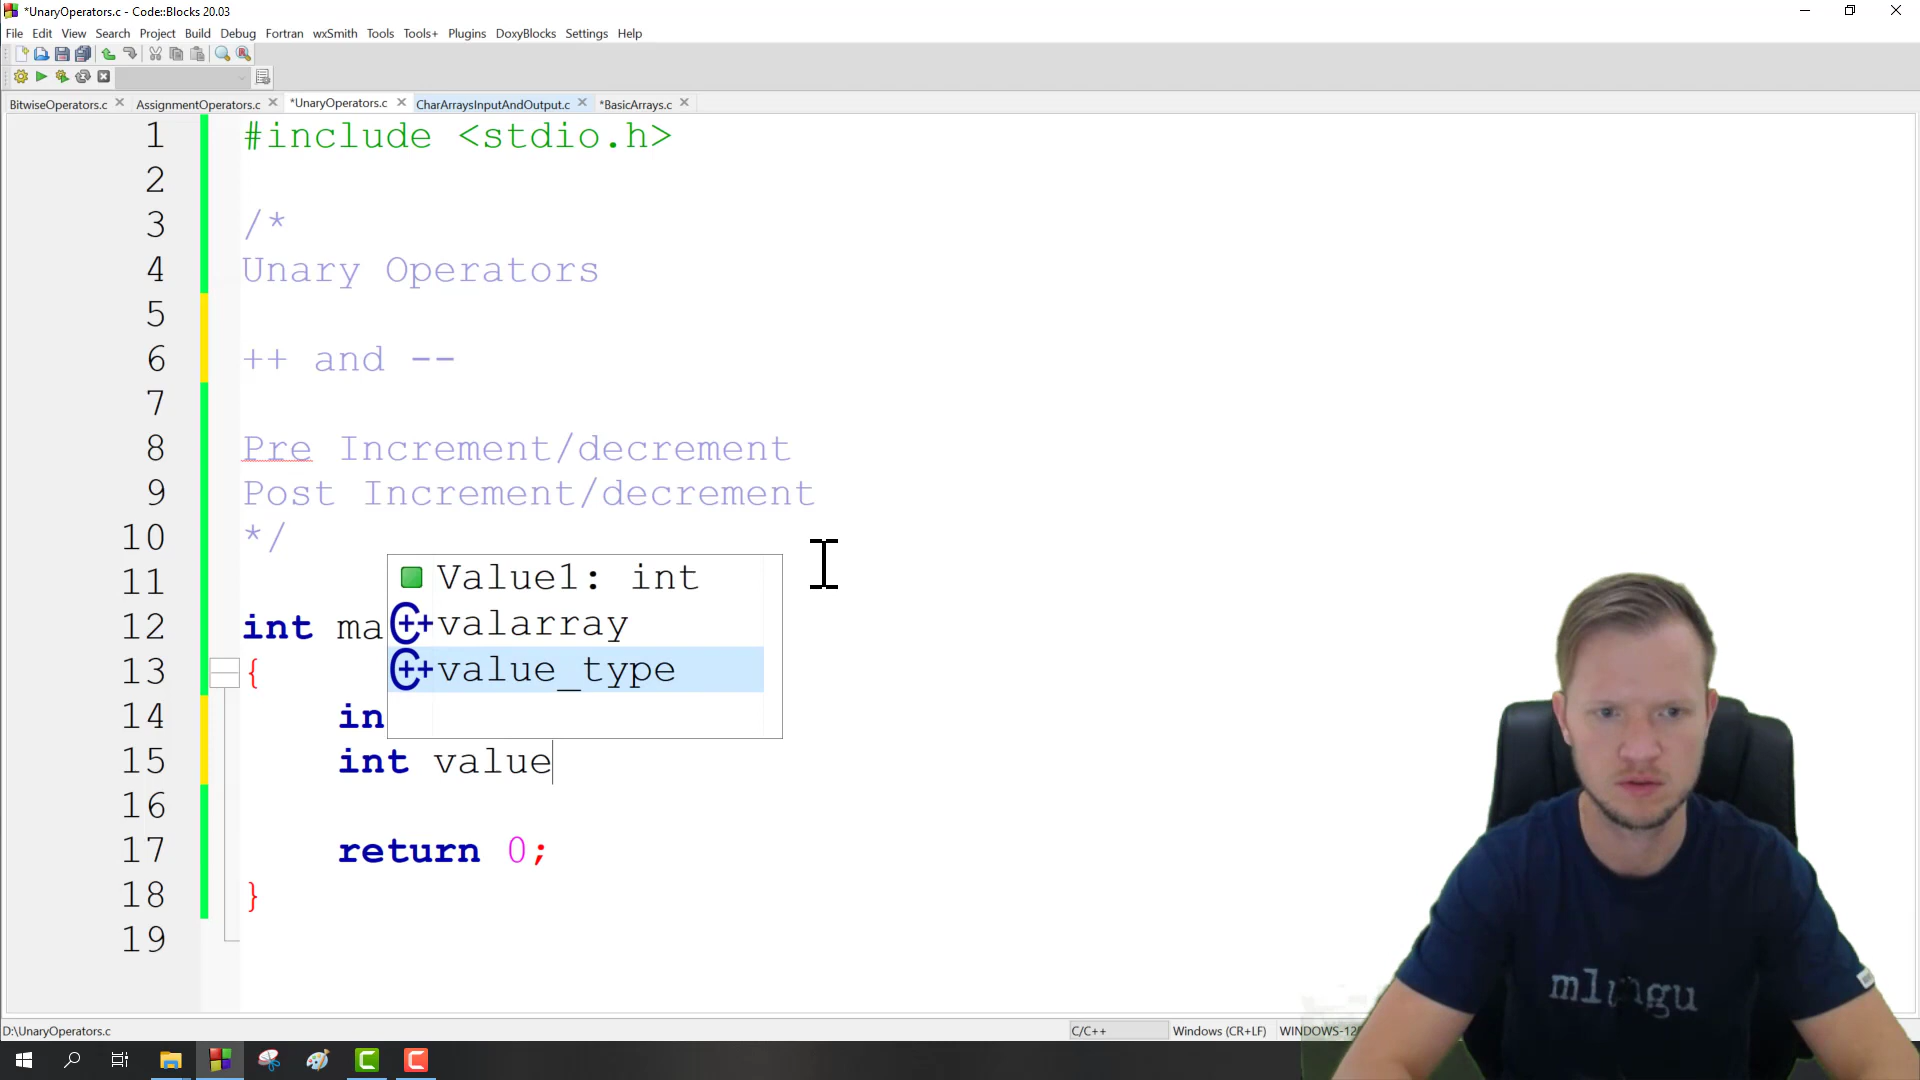 *UnaryOperators.c - Code::Blocks 20.03
File Edit View Search Project Build Debug Fortran wxSmith Tools Tools+ Plugins DoxyBlocks Settings Help
BitwiseOperators.c AssignmentOperators.c *UnaryOperators.c CharArraysInputAndOutput.c *BasicArrays.c
1 #include <stdio.h>
2
3 /*
4 Unary Operators
5
6 ++ and --
7
8 Pre Increment/decrement
9 Post Increment/decrement
10 */
11
Value1: int
12 int ma
valarray
13 {
value_type
14 in
15 int value
16
17 return 0;
18 }
19
D:\UnaryOperators.c C/C++ Windows (CR+LF)